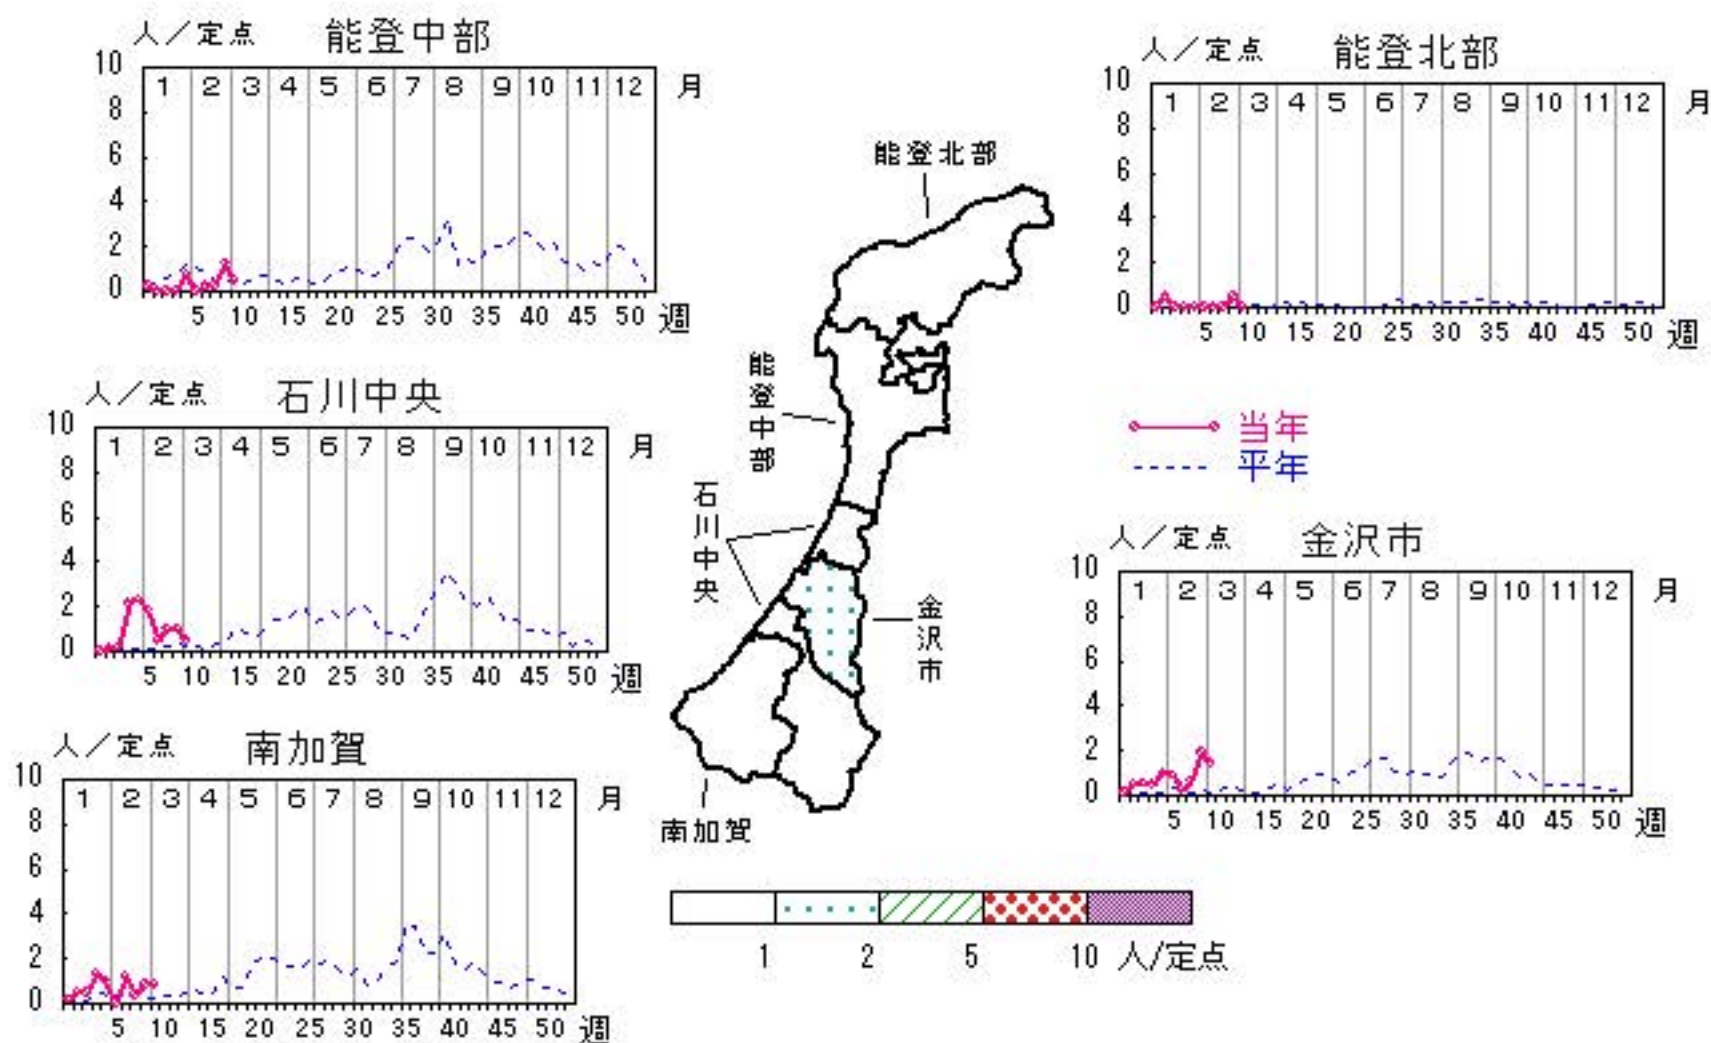 人／定点 能登中部
10 8 6 4 2 0
1 2 3 4 5 6 7 8 9 10 11 12 月
5 10 15 20 25 30 35 40 45 50 週
人／定点 能登北部
10 8 6 4 2 0
1 2 3 4 5 6 7 8 9 10 11 12 月
5 10 15 20 25 30 35 40 45 50 週
人／定点 石川中央
10 8 6 4 2 0
1 2 3 4 5 6 7 8 9 10 11 12 月
5 10 15 20 25 30 35 40 45 50 週
当年
平年
人／定点 金沢市
10 8 6 4 2 0
1 2 3 4 5 6 7 8 9 10 11 12 月
5 10 15 20 25 30 35 40 45 50 週
人／定点 南加賀
10 8 6 4 2 0
1 2 3 4 5 6 7 8 9 10 11 12 月
5 10 15 20 25 30 35 40 45 50 週
能登北部
能登中部
石川中央
金沢市
南加賀
1 2 5 10 人/定点